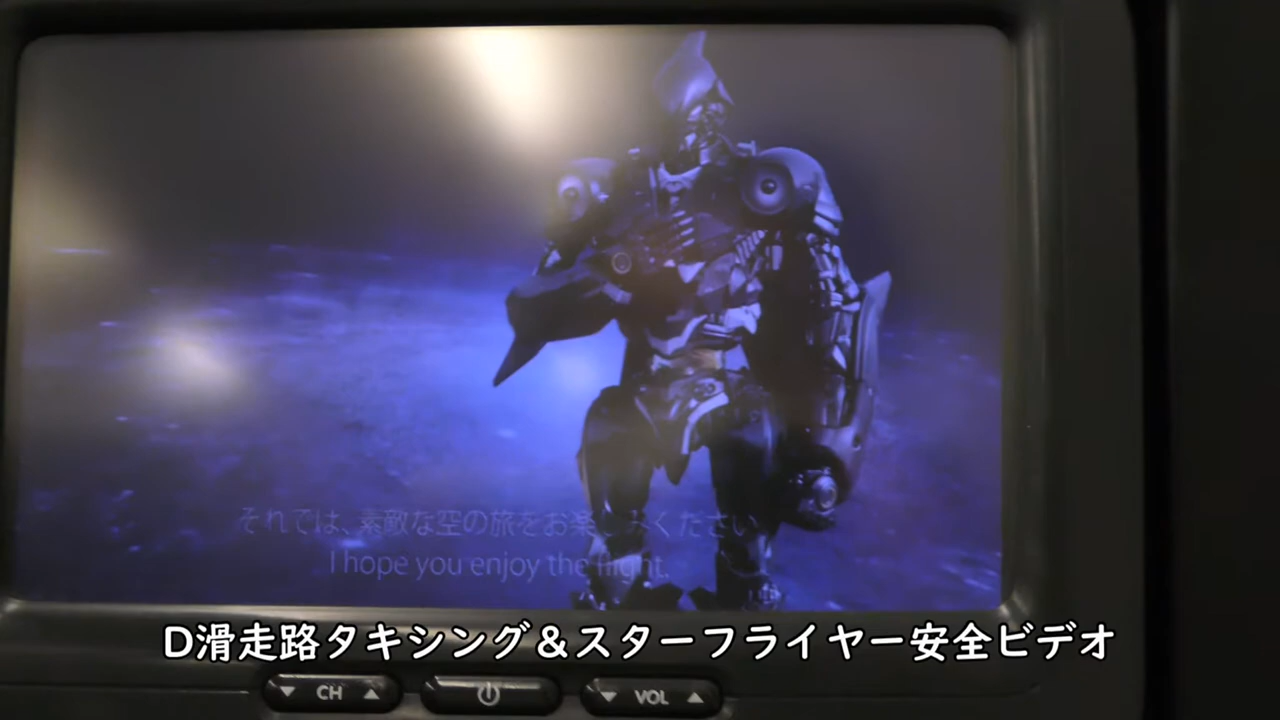 それでは、素敵な空の旅をお楽しみください
I hope you enjoy the flight.
D滑走路タキシング＆スターフライヤー安全ビデオ
▼ CH ▲
▼ VOL ▲